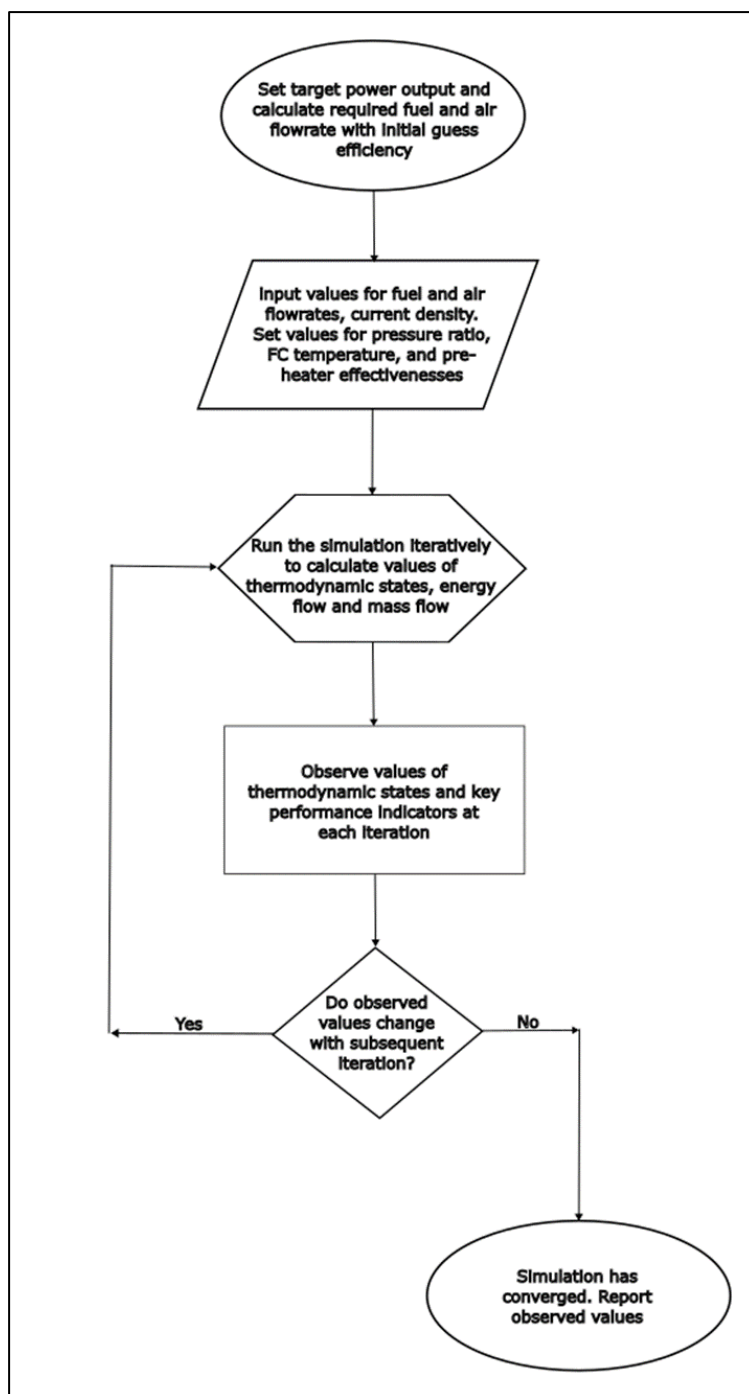 Set target power output and
calculate required fuel and air
flowrate with initial guess
efficiency
Input values for fuel and air
flowrates, current density.
Set values for pressure ratio,
FC temperature, and pre-
heater effectivenesses
Run the simulation iteratively
to calculate values of
thermodynamic states, energy
flow and mass flow
Observe values of
thermodynamic states and key
performance indicators at
each iteration
Do observed
values change
with subsequent
iteration?
Yes
No
Simulation has
converged. Report
observed values